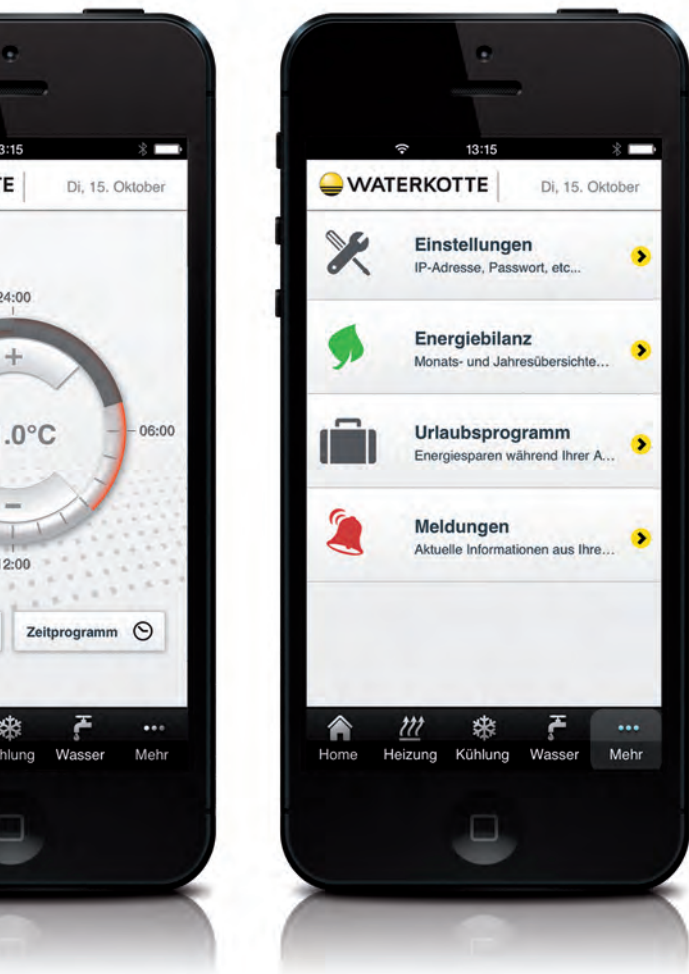 3:15
TE
Di, 15. Oktober
24:00
.0°C
06:00
12:00
Zeitprogramm
hlung
Wasser
Mehr
13:15
WATERKOTTE
Di, 15. Oktober
Einstellungen
IP-Adresse, Passwort, etc...
Energiebilanz
Monats- und Jahresübersichte...
Urlaubsprogramm
Energiesparen während Ihrer A...
Meldungen
Aktuelle Informationen aus Ihre...
Home
Heizung
Kühlung
Wasser
Mehr